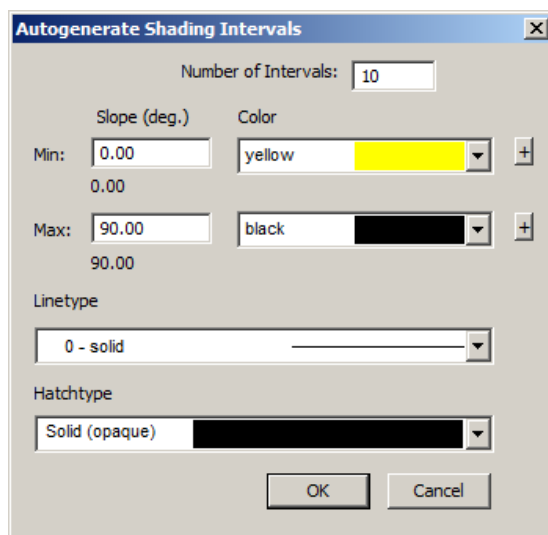 Autogenerate Shading Intervals
Number of Intervals: 10
Slope (deg.) Color
Min: 0.00 yellow +
0.00
Max: 90.00 black +
90.00
Linetype
0 - solid
Hatchtype
Solid (opaque)
OK Cancel